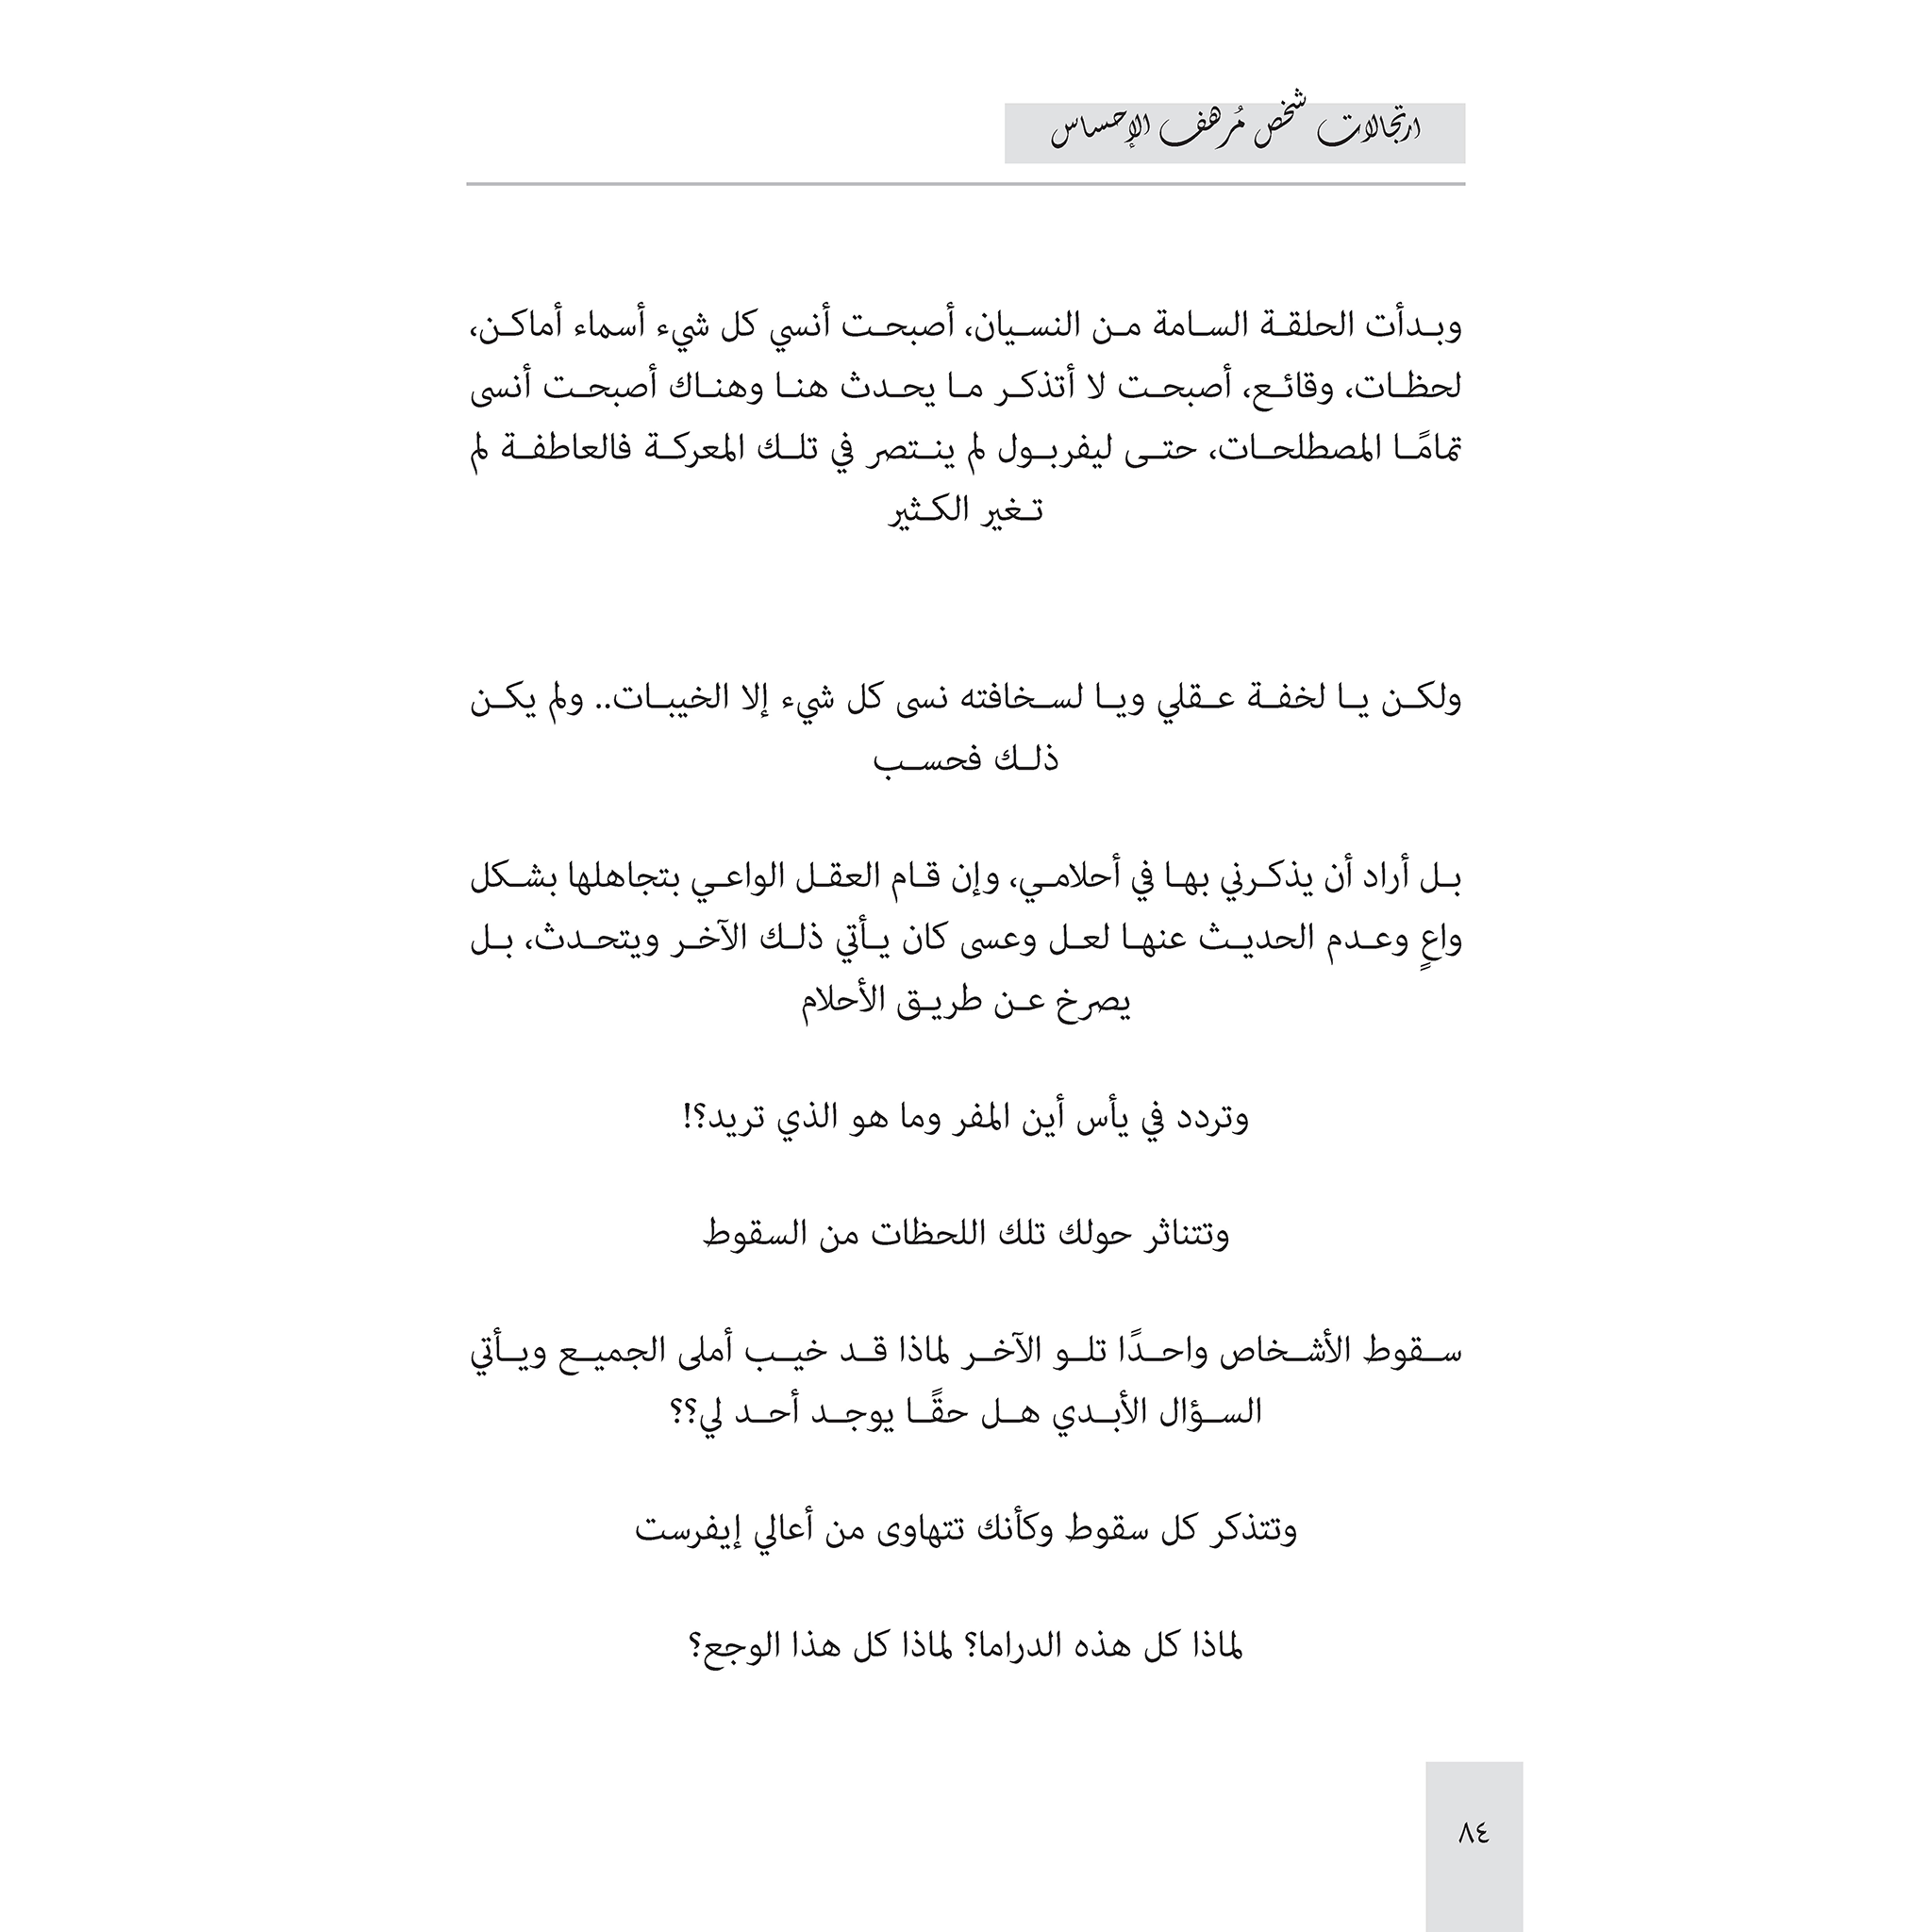 ارتجالات شخص مُرهف الإحساس
وبدأت الحلقة السامة من النسيان، أصبحت أنسي كل شيء أسماء أماكن،
لحظات، وقائع، أصبحت لا أتذكر ما يحدث هنا وهناك أصبحت أنسى
تمامًا المصطلحات، حتى ليفربول لم ينتصر في تلك المعركة فالعاطفة لم
تغير الكثير
ولكن يا لخفة عقلي ويا لسخافته نسى كل شيء إلا الخيبات.. ولم يكن
ذلك فحسب
بل أراد أن يذكرني بها في أحلامي، وإن قام العقل الواعي بتجاهلها بشكل
واعٍ وعدم الحديث عنها لعل وعسى كان يأتي ذلك الآخر ويتحدث، بل
يصرخ عن طريق الأحلام
وتردد في يأس أين المفر وما هو الذي تريد؟!
وتتناثر حولك تلك اللحظات من السقوط
سقوط الأشخاص واحدًا تلو الآخر لماذا قد خيب أملى الجميع ويأتي
السؤال الأبدي هل حقًا يوجد أحد لي؟؟
وتتذكر كل سقوط وكأنك تتهاوى من أعالي إيفرست
لماذا كل هذه الدراما؟ لماذا كل هذا الوجع؟
٨٤